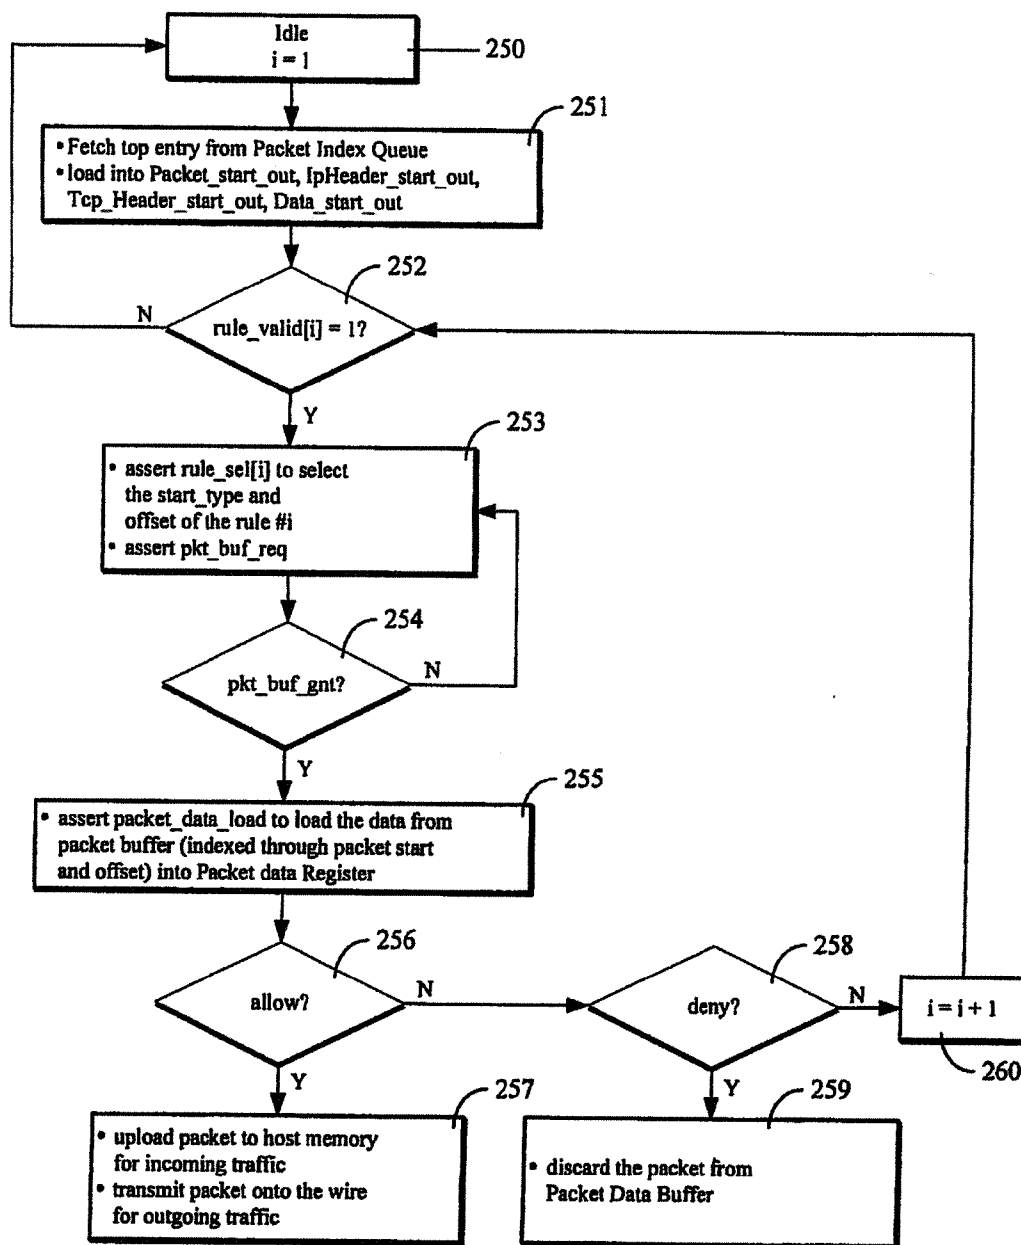 Idle
i = 1
250
251
• Fetch top entry from Packet Index Queue
• load into Packet_start_out, IpHeader_start_out,
Tcp_Header_start_out, Data_start_out
252
N
rule_valid[i] = 1?
Y
253
• assert rule_sel[i] to select
the start_type and
offset of the rule #i
• assert pkt_buf_req
254
N
pkt_buf_gnt?
Y
255
• assert packet_data_load to load the data from
packet buffer (indexed through packet start
and offset) into Packet data Register
256
allow?
N
258
deny?
N
i = i + 1
260
Y
257
• upload packet to host memory
for incoming traffic
• transmit packet onto the wire
for outgoing traffic
Y
259
• discard the packet from
Packet Data Buffer